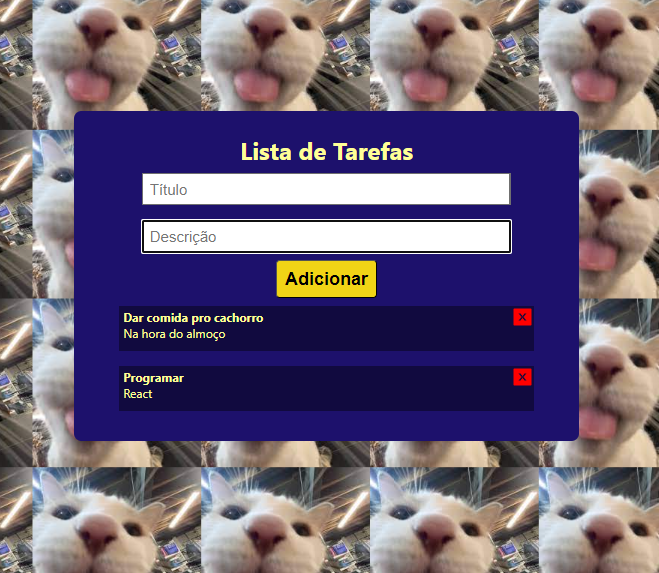 Lista de Tarefas
Título
Descrição
Adicionar
Dar comida pro cachorro
X
Na hora do almoço
Programar
X
React